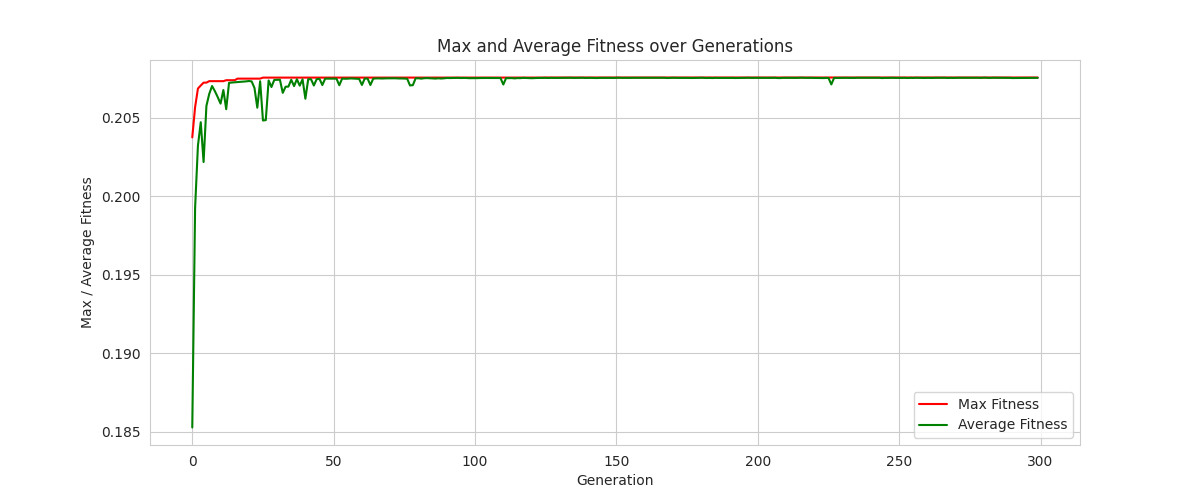 Max and Average Fitness over Generations
Max / Average Fitness
0.205
0.200
0.195
0.190
0.185
0
50
100
150
200
250
300
Generation
Max Fitness
Average Fitness